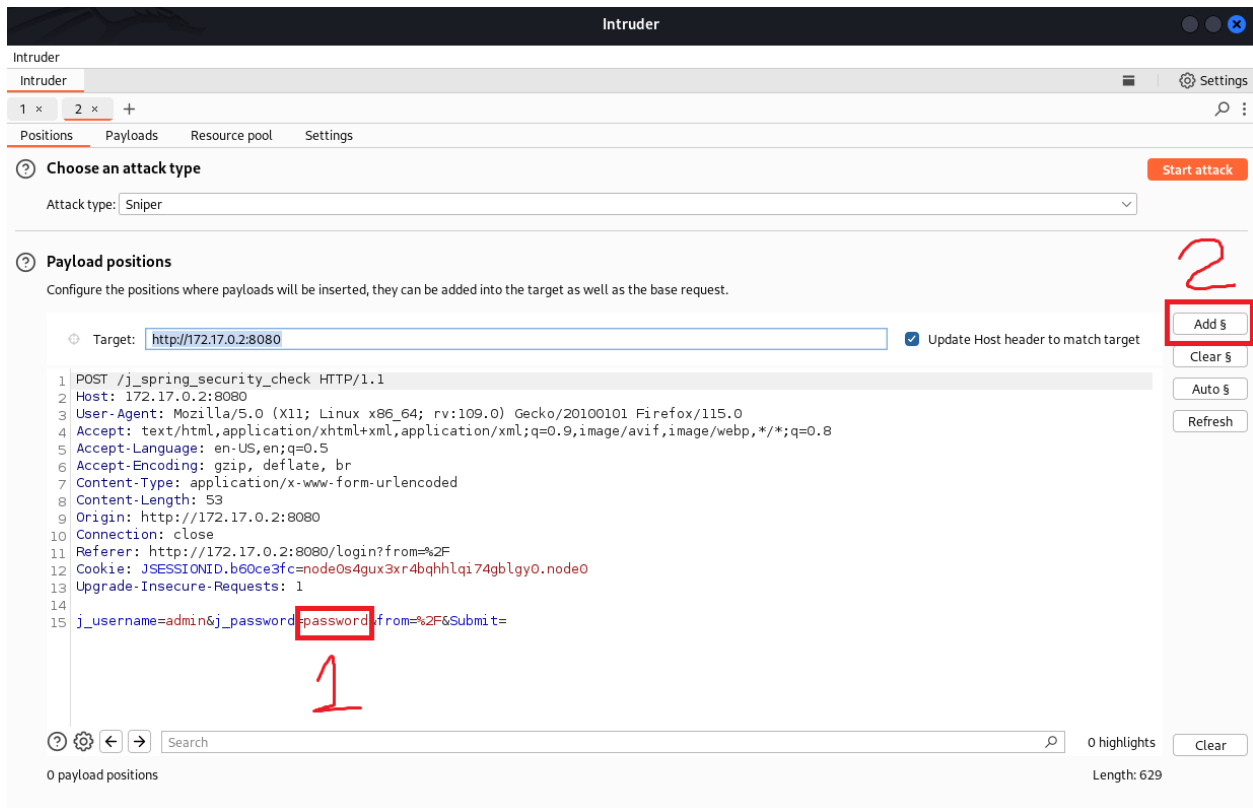 Intruder
Intruder
Intruder
Settings
1 × 2 × +
Positions Payloads Resource pool Settings
? Choose an attack type
Start attack
Attack type: Sniper
? Payload positions
2
Configure the positions where payloads will be inserted, they can be added into the target as well as the base request.
Add §
Target: http://172.17.0.2:8080
Update Host header to match target
Clear §
Auto §
Refresh
1 POST /j_spring_security_check HTTP/1.1
2 Host: 172.17.0.2:8080
3 User-Agent: Mozilla/5.0 (X11; Linux x86_64; rv:109.0) Gecko/20100101 Firefox/115.0
4 Accept: text/html,application/xhtml+xml,application/xml;q=0.9,image/avif,image/webp,*/*;q=0.8
5 Accept-Language: en-US,en;q=0.5
6 Accept-Encoding: gzip, deflate, br
7 Content-Type: application/x-www-form-urlencoded
8 Content-Length: 53
9 Origin: http://172.17.0.2:8080
10 Connection: close
11 Referer: http://172.17.0.2:8080/login?from=%2F
12 Cookie: JSESSIONID.b60ce3fc=node0s4gux3xr4bqhhlqi74gblgy0.node0
13 Upgrade-Insecure-Requests: 1
14
15 j_username=admin&j_password=password&from=%2F&Submit=
1
? Search
0 highlights
Clear
0 payload positions
Length: 629